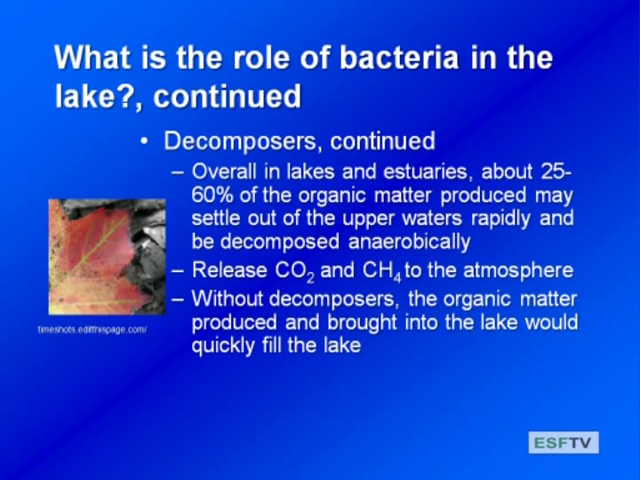 What is the role of bacteria in the
lake?, continued
• Decomposers, continued
– Overall in lakes and estuaries, about 25-
60% of the organic matter produced may
settle out of the upper waters rapidly and
be decomposed anaerobically
– Release CO₂ and CH₄ to the atmosphere
– Without decomposers, the organic matter
produced and brought into the lake would
quickly fill the lake
timeshots.editthispage.com/
ESFTV